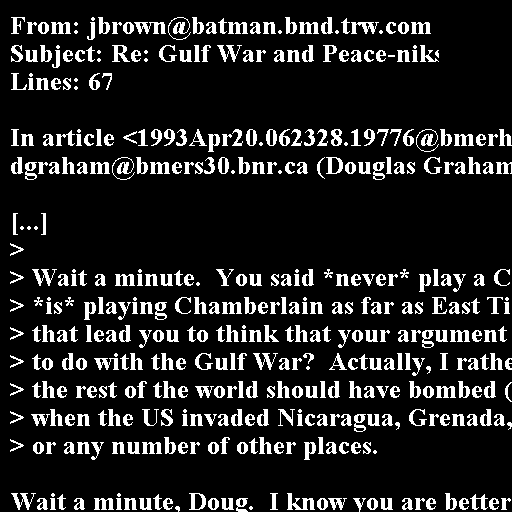 From: jbrown@batman.bmd.trw.com
Subject: Re: Gulf War and Peace-niks
Lines: 67

In article <1993Apr20.062328.19776@bmerh
dgraham@bmers30.bnr.ca (Douglas Graham

[...]
>
> Wait a minute.  You said *never* play a C
> *is* playing Chamberlain as far as East Ti
> that lead you to think that your argument
> to do with the Gulf War?  Actually, I rathe
> the rest of the world should have bombed (
> when the US invaded Nicaragua, Grenada,
> or any number of other places.

Wait a minute, Doug.  I know you are better